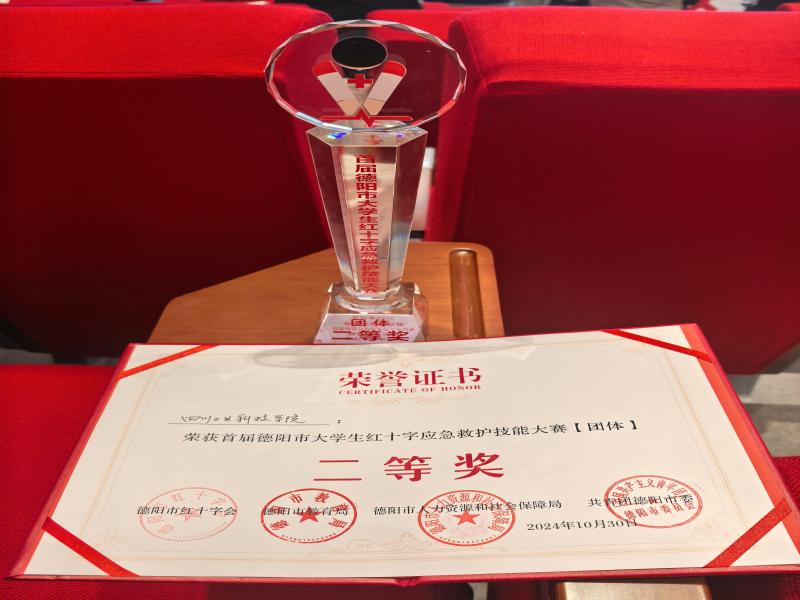 首届德阳市大学生红十字应急救护技能大赛
团体
二等奖
荣誉证书
CERTIFICATE OF HONOR
四川工业科技学院：
荣获首届德阳市大学生红十字应急救护技能大赛【团体】
二等奖
德阳市红十字会 德阳市教育局 德阳市人力资源和社会保障局 共青团德阳市委
2024年10月30日